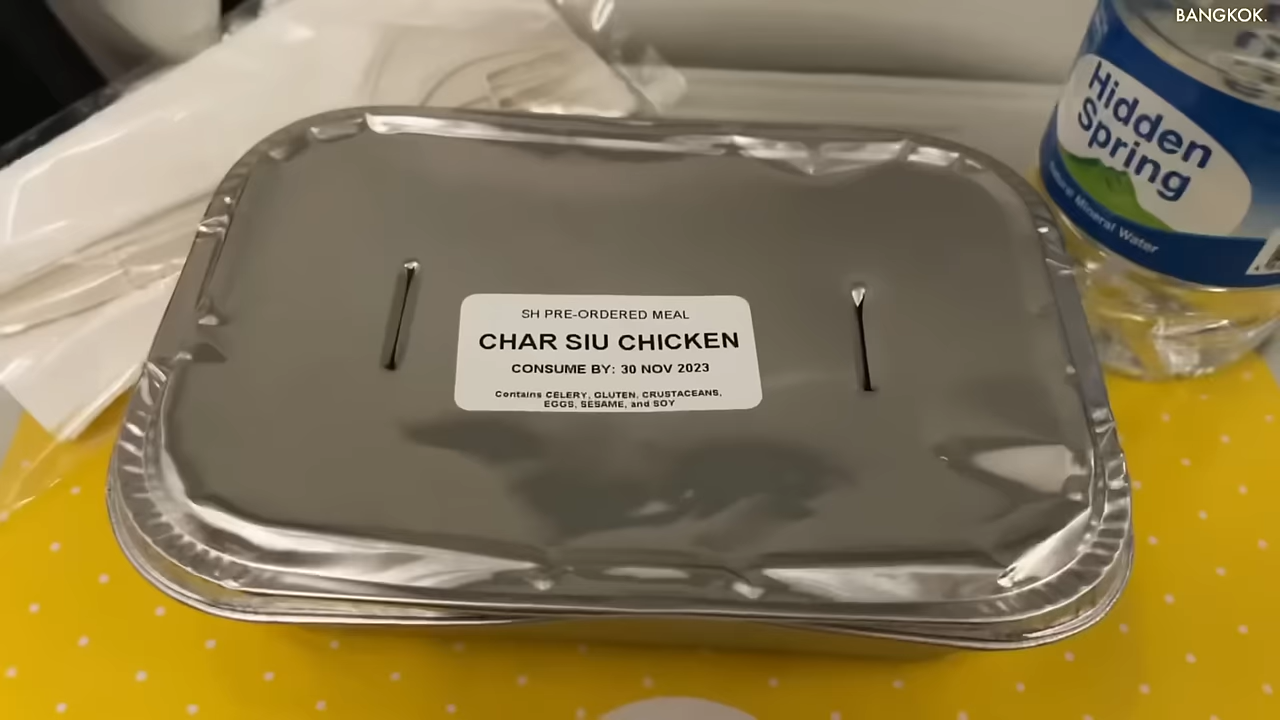 BANGKOK.
Hidden
Spring
Natural Mineral Water
SH PRE-ORDERED MEAL
CHAR SIU CHICKEN
CONSUME BY: 30 NOV 2023
Contains CELERY, GLUTEN, CRUSTACEANS,
EGGS, SESAME, and SOY